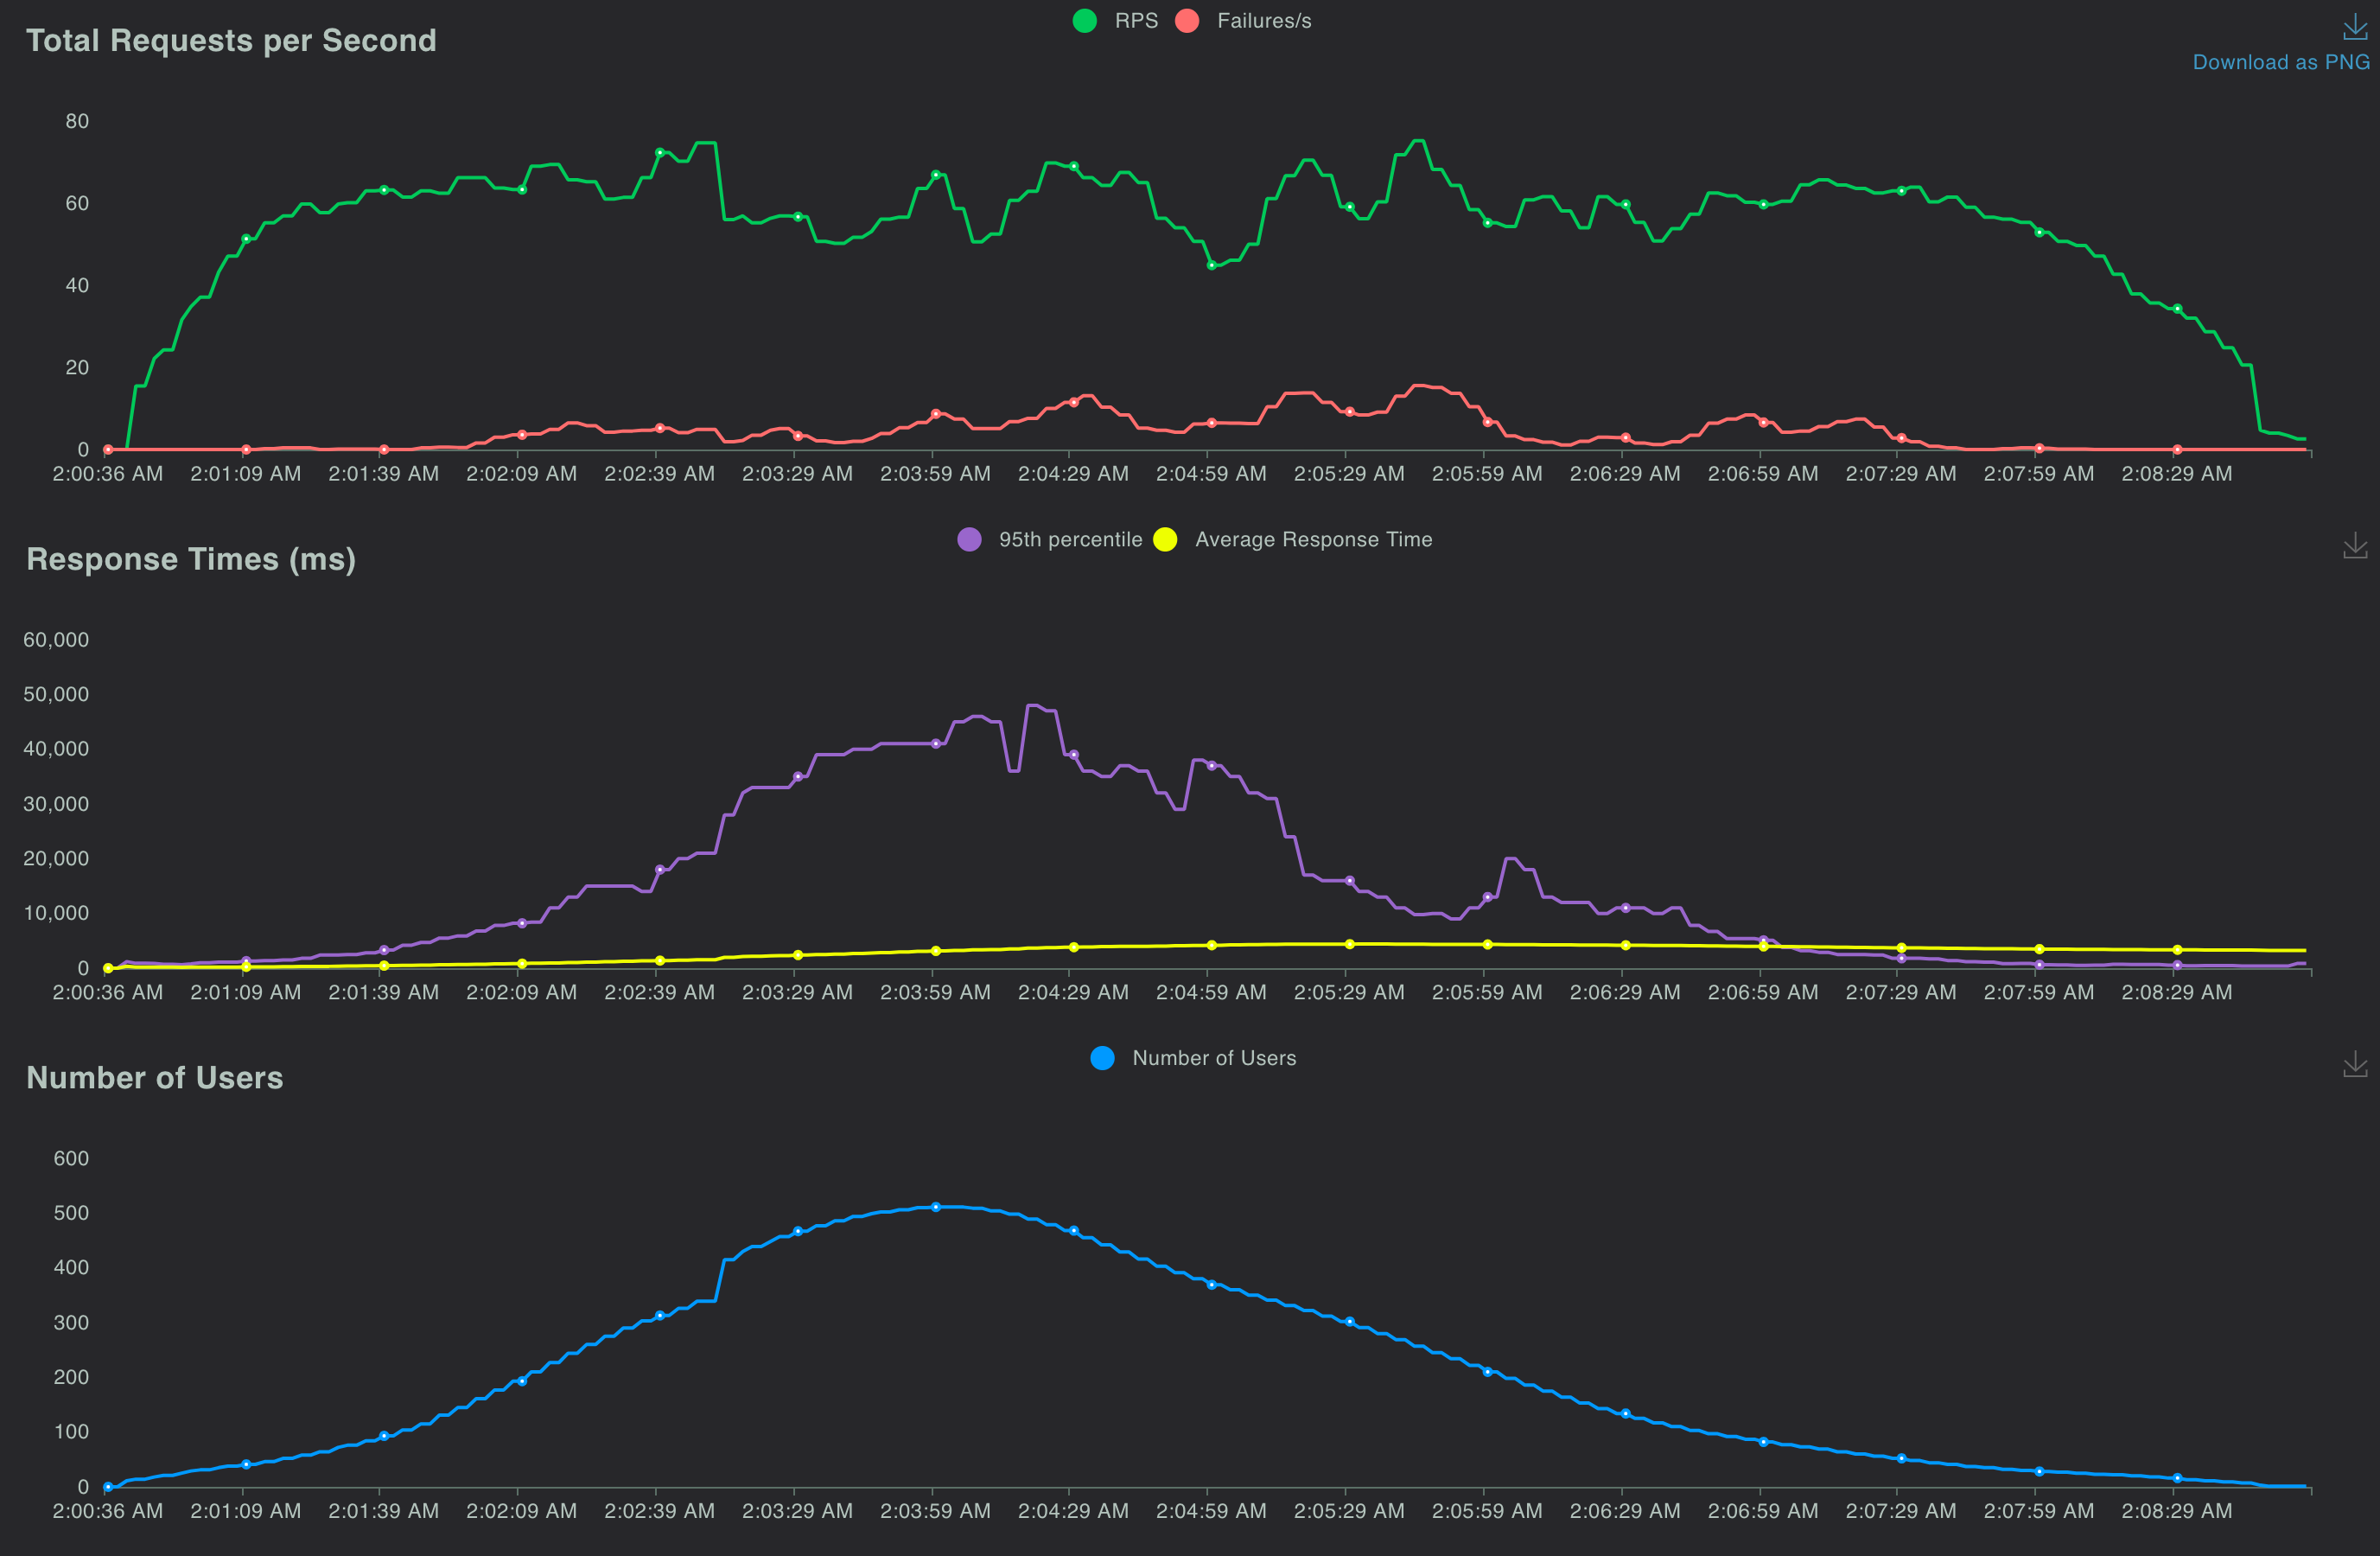 RPS Failures/s
Total Requests per Second
Download as PNG
80
60
40
20
0
2:00:36 AM 2:01:09 AM 2:01:39 AM 2:02:09 AM 2:02:39 AM 2:03:29 AM 2:03:59 AM 2:04:29 AM 2:04:59 AM 2:05:29 AM 2:05:59 AM 2:06:29 AM 2:06:59 AM 2:07:29 AM 2:07:59 AM 2:08:29 AM
95th percentile Average Response Time
Response Times (ms)
60,000
50,000
40,000
30,000
20,000
10,000
0
2:00:36 AM 2:01:09 AM 2:01:39 AM 2:02:09 AM 2:02:39 AM 2:03:29 AM 2:03:59 AM 2:04:29 AM 2:04:59 AM 2:05:29 AM 2:05:59 AM 2:06:29 AM 2:06:59 AM 2:07:29 AM 2:07:59 AM 2:08:29 AM
Number of Users
Number of Users
600
500
400
300
200
100
0
2:00:36 AM 2:01:09 AM 2:01:39 AM 2:02:09 AM 2:02:39 AM 2:03:29 AM 2:03:59 AM 2:04:29 AM 2:04:59 AM 2:05:29 AM 2:05:59 AM 2:06:29 AM 2:06:59 AM 2:07:29 AM 2:07:59 AM 2:08:29 AM